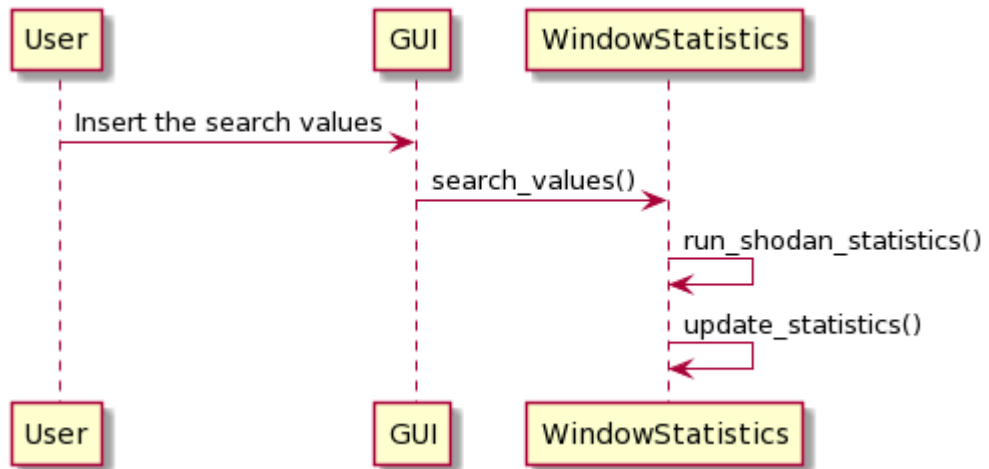 User GUI WindowStatistics
Insert the search values
search_values()
run_shodan_statistics()
update_statistics()
User GUI WindowStatistics